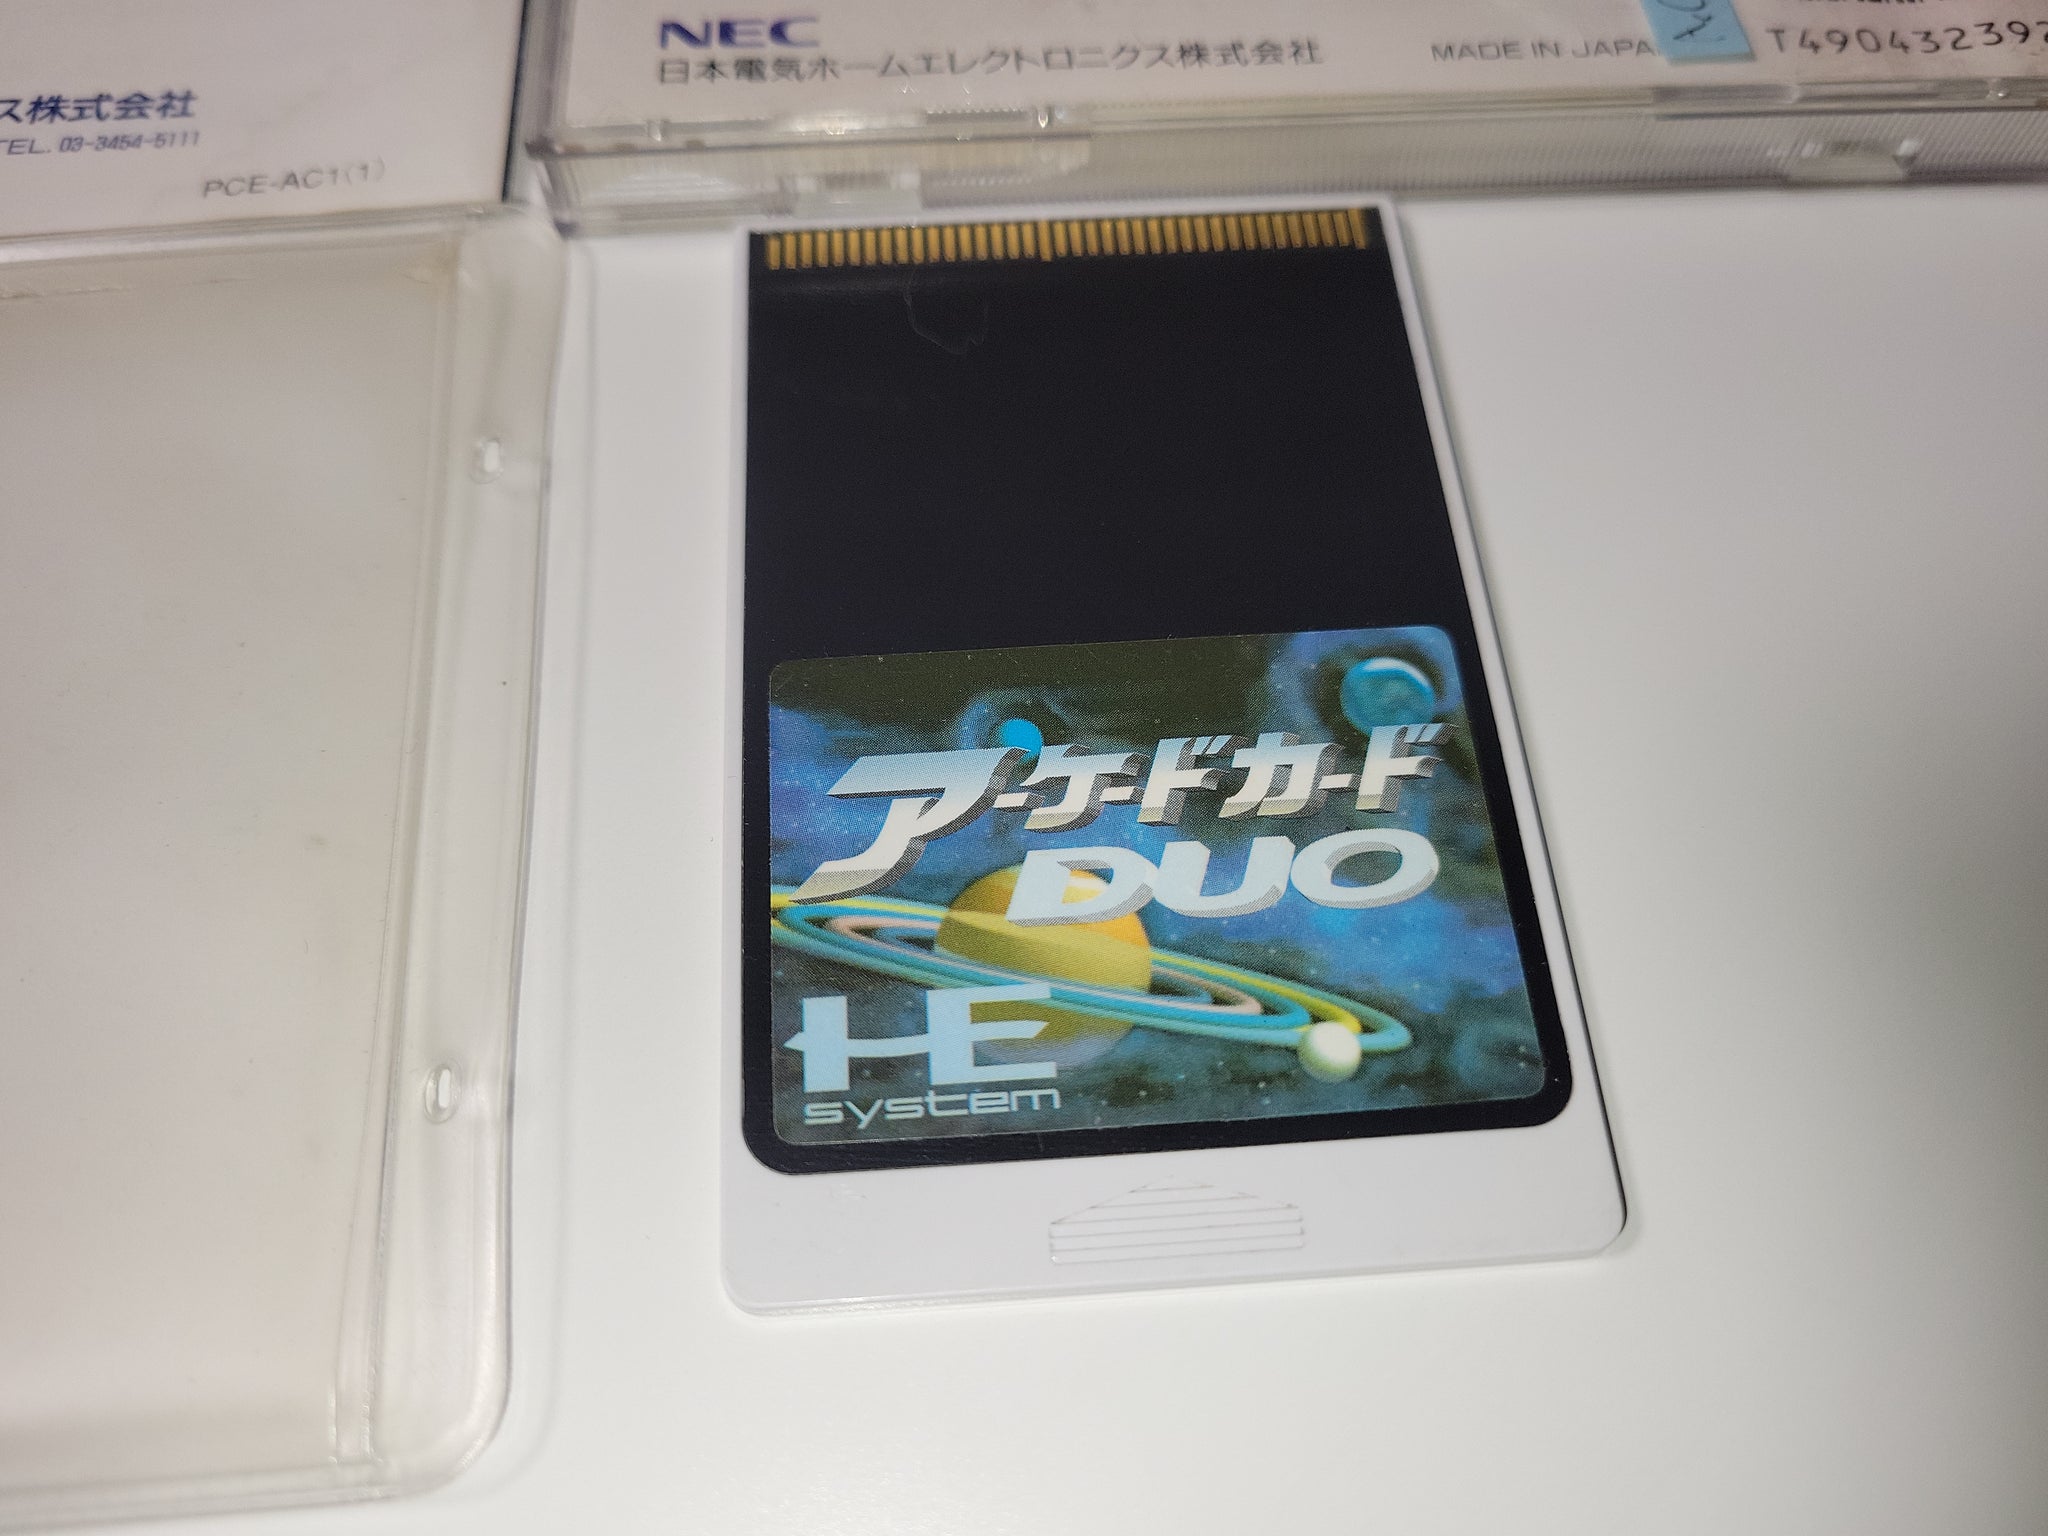 NEC
日本電気ホームエレクトロニクス株式会社
MADE IN JAPA
T490432392
ス株式会社
TEL. 03-3454-5111
PCE-AC1(1)
アーケードカード
DUO
HE
system